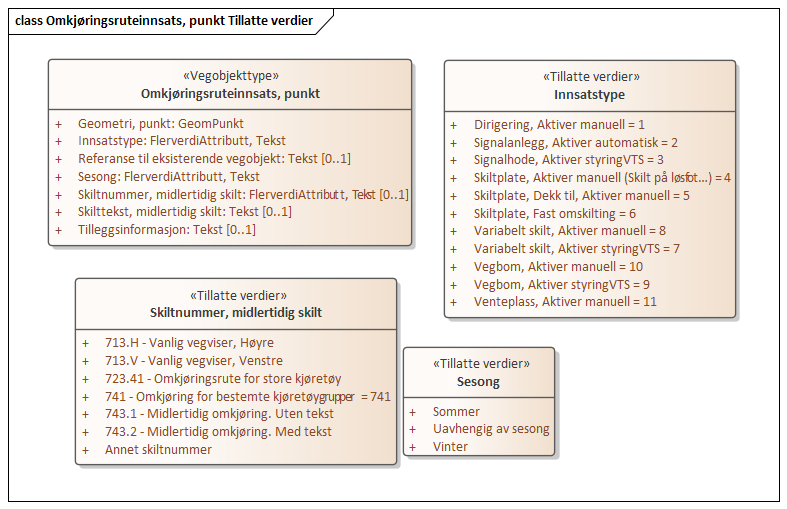 class Omkjøringsruteinnsats, punkt Tillatte verdier
«Vegobjekttype»
Omkjøringsruteinnsats, punkt
+ Geometri, punkt: GeomPunkt
+ Innsatstype: FlerverdiAttributt, Tekst
+ Referanse til eksisterende vegobjekt: Tekst [0..1]
+ Sesong: FlerverdiAttributt, Tekst
+ Skiltnummer, midlertidig skilt: FlerverdiAttributt, Tekst [0..1]
+ Skilttekst, midlertidig skilt: Tekst [0..1]
+ Tilleggsinformasjon: Tekst [0..1]
«Tillatte verdier»
Innsatstype
+ Dirigering, Aktiver manuell = 1
+ Signalanlegg, Aktiver automatisk = 2
+ Signalhode, Aktiver styringVTS = 3
+ Skiltplate, Aktiver manuell (Skilt på løsfot...) = 4
+ Skiltplate, Dekk til, Aktiver manuell = 5
+ Skiltplate, Fast omskilting = 6
+ Variabelt skilt, Aktiver manuell = 8
+ Variabelt skilt, Aktiver styringVTS = 7
+ Vegbom, Aktiver manuell = 10
+ Vegbom, Aktiver styringVTS = 9
+ Venteplass, Aktiver manuell = 11
«Tillatte verdier»
Skiltnummer, midlertidig skilt
+ 713.H - Vanlig vegviser, Høyre
+ 713.V - Vanlig vegviser, Venstre
+ 723.41 - Omkjøringsrute for store kjøretøy
+ 741 - Omkjøring for bestemte kjøretøygrupper = 741
+ 743.1 - Midlertidig omkjøring. Uten tekst
+ 743.2 - Midlertidig omkjøring. Med tekst
+ Annet skiltnummer
«Tillatte verdier»
Sesong
+ Sommer
+ Uavhengig av sesong
+ Vinter